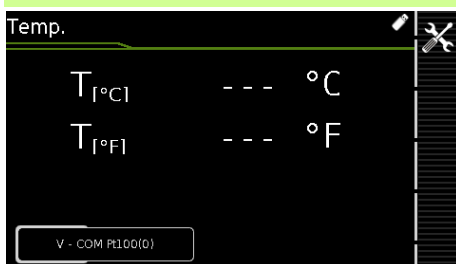 Temp.
T[°C] --- °C
T[°F] --- °F
V - COM Pt100(0)